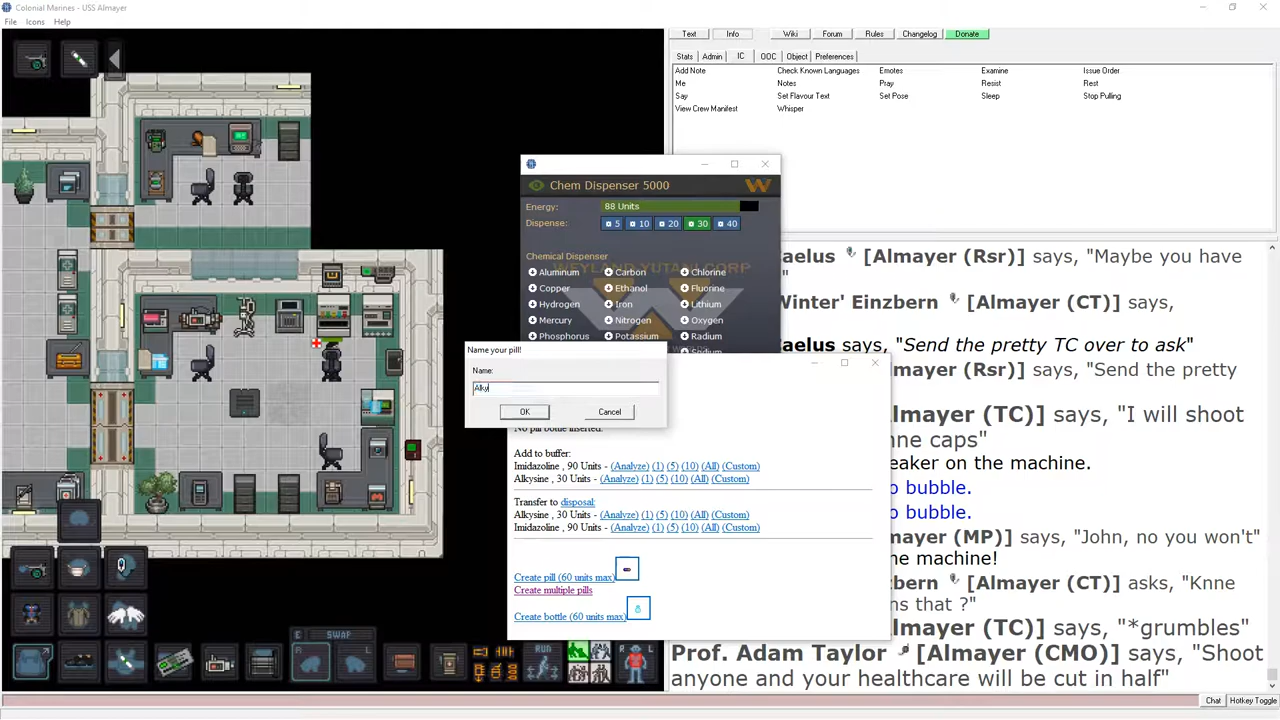 Colonial Marines - USS Almayer
File Icons Help
Text Info Wiki Forum Rules Changelog Donate
Stats Admin IC OOC Object Preferences
Add Note Check Known Languages Emotes Examine Issue Order
Me Notes Pray Resist Rest
Say Set Flavour Text Set Pose Sleep Stop Pulling
View Crew Manifest Whisper
Chem Dispenser 5000
Energy: 88 Units
Dispense: 5 10 20 30 40
Chemical Dispenser
WEYLAND YUTANI CORP
Aluminum Carbon Chlorine
Copper Ethanol Fluorine
Hydrogen Iron Lithium
Mercury Nitrogen Oxygen
Phosphorus Potassium Radium
Name your pill!
Name:
Alky
OK Cancel
No pill bottle inserted.
Add to buffer:
Imidazoline , 90 Units - (Analyze) (1) (5) (10) (All) (Custom)
Alkysine , 30 Units - (Analyze) (1) (5) (10) (All) (Custom)
Transfer to disposal:
Alkysine , 30 Units - (Analyze) (1) (5) (10) (All) (Custom)
Imidazoline , 90 Units - (Analyze) (1) (5) (10) (All) (Custom)
Create pill (60 units max)
Create multiple pills
Create bottle (60 units max)
aelus [Almayer (Rsr)] says, "Maybe you have
"
Winter' Einzbern [Almayer (CT)] says,
aelus says, "Send the pretty TC over to ask"
[Almayer (Rsr)] says, "Send the pretty
lmayer (TC)] says, "I will shoot
nne caps"
eaker on the machine.
o bubble.
o bubble.
mayer (MP)] says, "John, no you won't"
he machine!
zbern [Almayer (CT)] asks, "Knne
ns that ?"
lmayer (TC)] says, "*grumbles"
Prof. Adam Taylor [Almayer (CMO)] says, "Shoot
anyone and your healthcare will be cut in half"
E SWAP
R L
RUN
Chat Hotkey Toggle